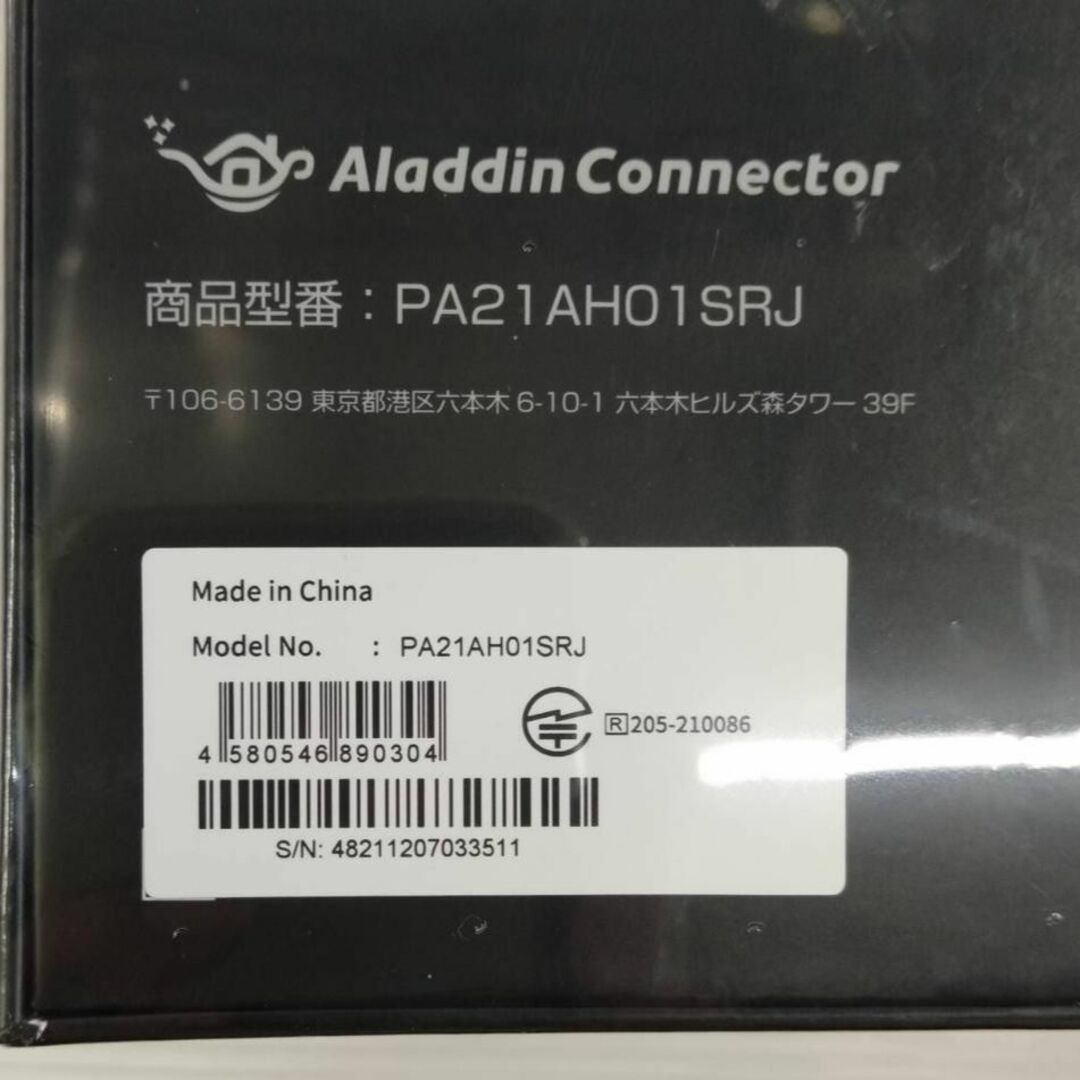 Aladdin Connector
商品型番：PA21AH01SRJ
〒106-6139 東京都港区六本木 6-10-1 六本木ヒルズ森タワー 39F
Made in China
Model No. : PA21AH01SRJ
4 580546 890304
R 205-210086
S/N: 48211207033511